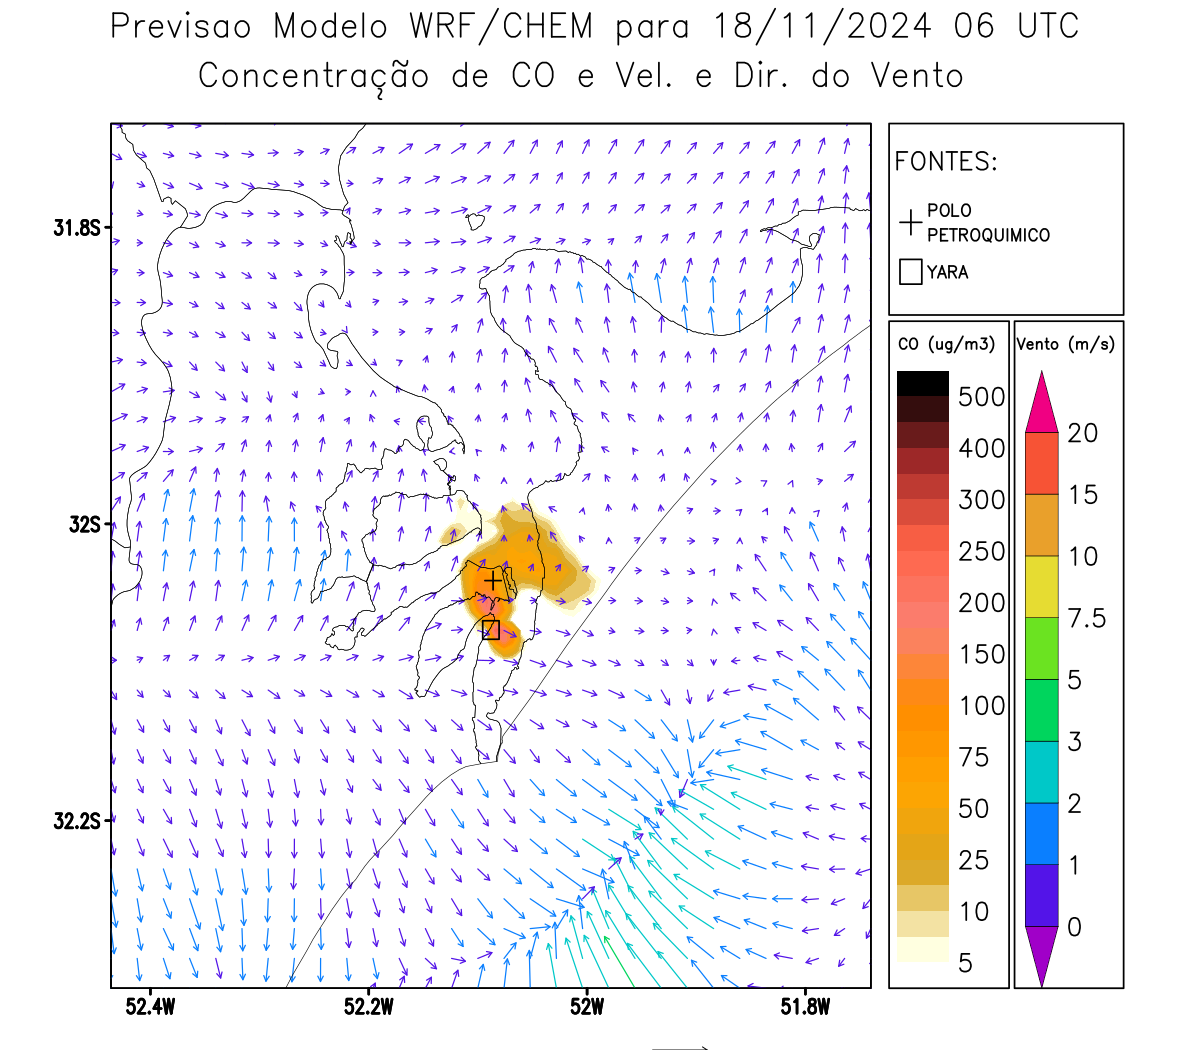 Previsao Modelo WRF/CHEM para 18/11/2024 06 UTC
Concentração de CO e Vel. e Dir. do Vento
FONTES:
POLO
PETROQUIMICO
YARA
CO (ug/m3)
500
400
300
250
200
150
100
75
50
25
10
5
Vento (m/s)
20
15
10
7.5
5
3
2
1
0
31.8S
32S
32.2S
52.4W
52.2W
52W
51.8W